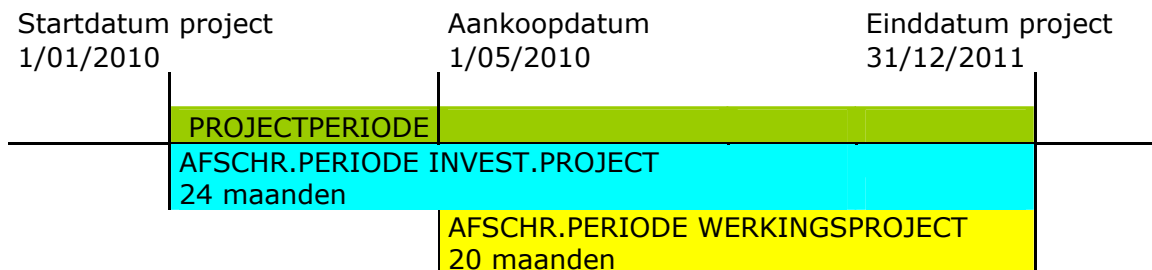 Startdatum project
1/01/2010
Aankoopdatum
1/05/2010
Einddatum project
31/12/2011
PROJECTPERIODE
AFSCHR.PERIODE INVEST.PROJECT
24 maanden
AFSCHR.PERIODE WERKINGSPROJECT
20 maanden